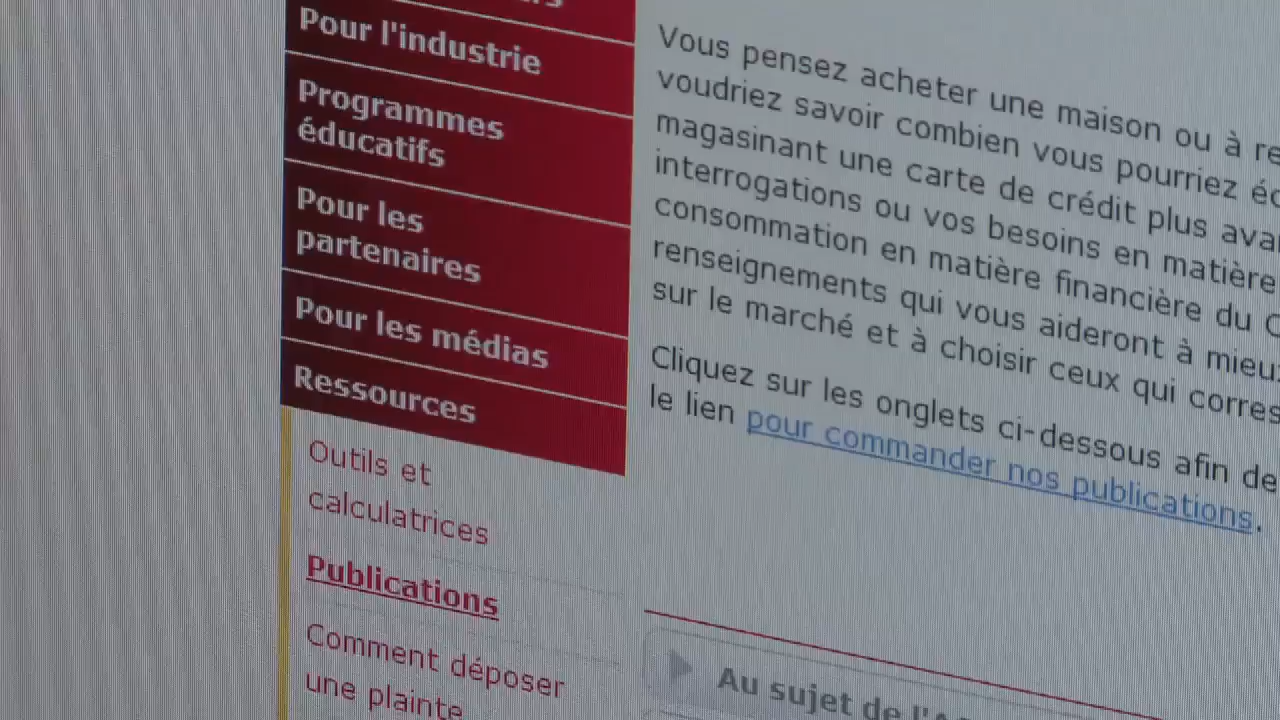 Pour l'industrie
Programmes
éducatifs
Pour les
partenaires
Pour les médias
Ressources
Outils et
calculatrices
Publications
Comment déposer
une plainte
Vous pensez acheter une maison ou à
voudriez savoir combien vous pourriez
magasinant une carte de crédit plus
interrogations ou vos besoins en matière
consommation en matière financière du
renseignements qui vous aideront à
sur le marché et à choisir ceux qui
Cliquez sur les onglets ci-dessous afin de
le lien pour commander nos publications.
Au sujet de